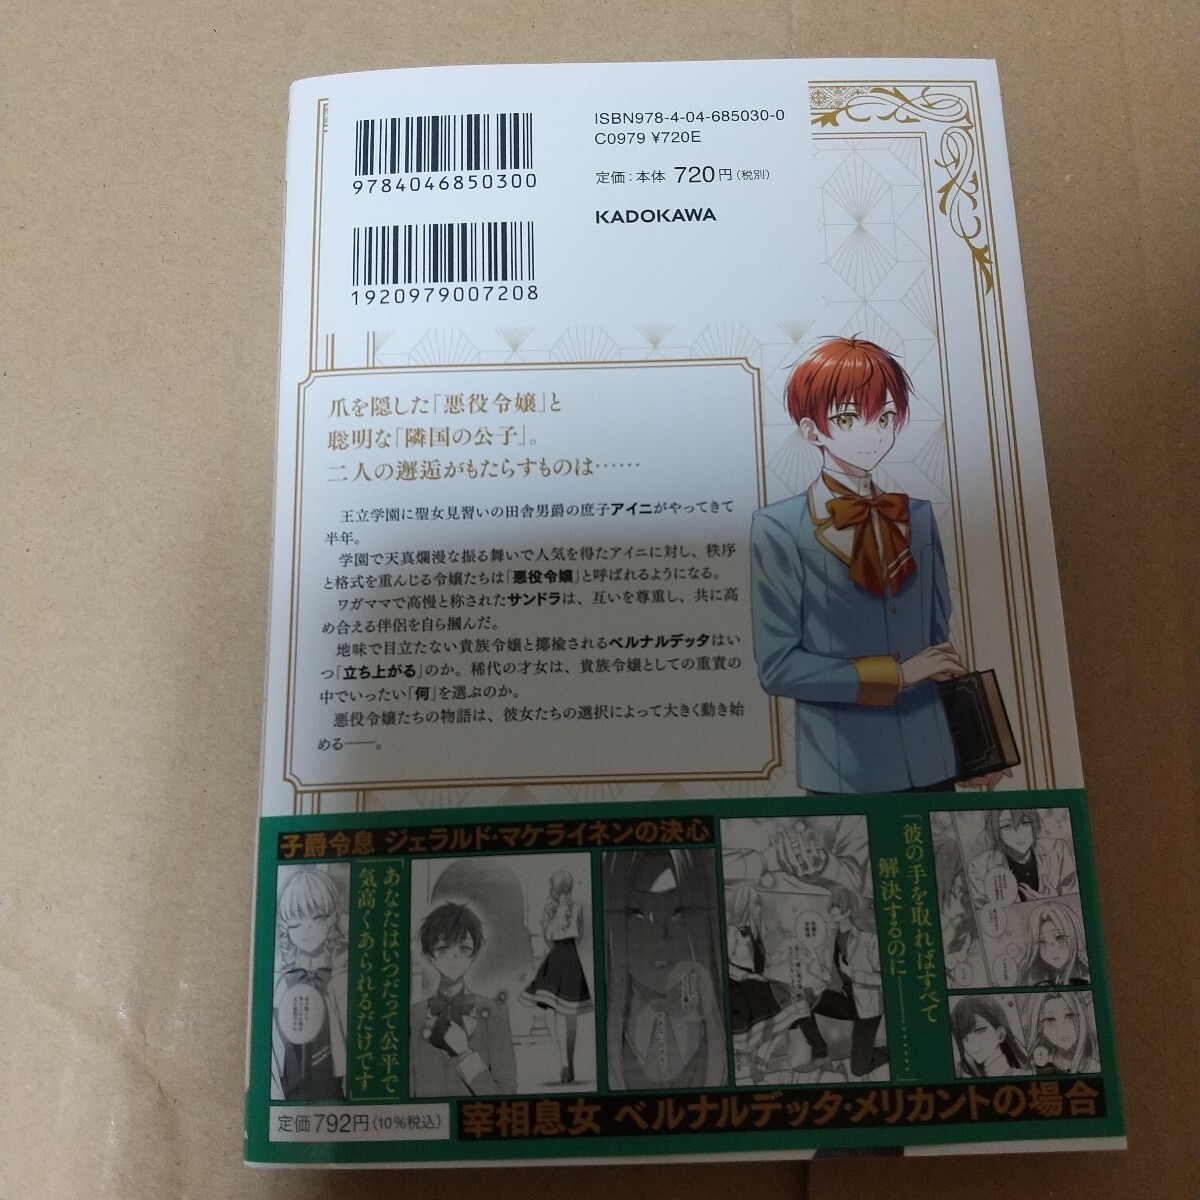 9784046850300
ISBN978-4-04-685030-0
C0979 ¥720E
定価：本体 720円（税別）
KADOKAWA
1920979007208
爪を隠した「悪役令嬢」と
聡明な「隣国の公子」。
二人の邂逅がもたらすものは……
王立学園に聖女見習いの田舎男爵の庶子アイニがやってきて
半年。
学園で天真爛漫な振る舞いで人気を得たアイニに対し、秩序
と格式を重んじる令嬢たちは「悪役令嬢」と呼ばれるようになる。
ワガママで高慢と称されたサンドラは、互いを尊重し、共に高
め合える伴侶を自ら掴んだ。
地味で目立たない貴族令嬢と揶揄されるベルナルデッタはい
つ「立ち上がる」のか。稀代の才女は、貴族令嬢としての重責の
中でいったい「何」を選ぶのか。
悪役令嬢たちの物語は、彼女たちの選択によって大きく動き始
める――。
子爵令息 ジェラルド・マケライネンの決心
「あなたはいつだって公平で
気高くあられるだけです」
「彼の手を取ればすべて
解決するのに――……」
定価792円（10%税込）
宰相息女 ベルナルデッタ・メリカントの場合